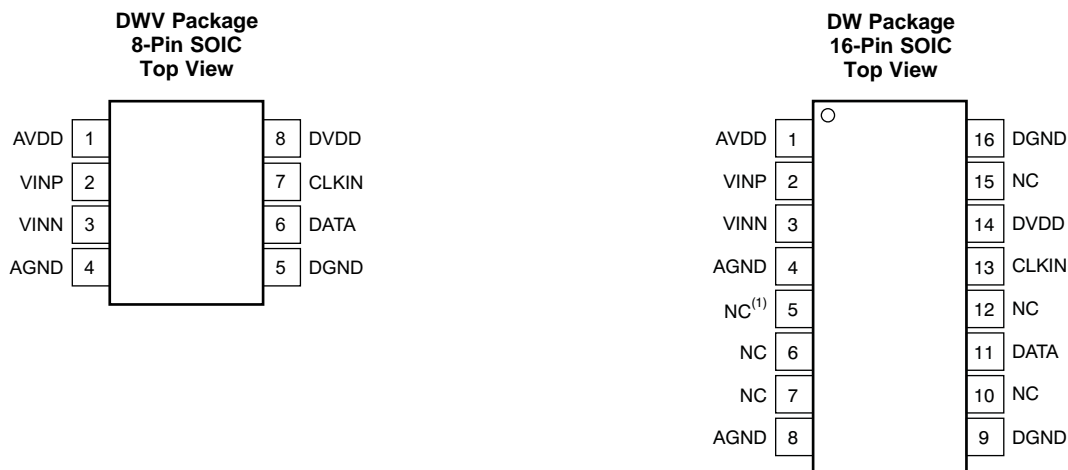 DWV Package
8-Pin SOIC
Top View
AVDD 1 8 DVDD
VINP 2 7 CLKIN
VINN 3 6 DATA
AGND 4 5 DGND
DW Package
16-Pin SOIC
Top View
AVDD 1 16 DGND
VINP 2 15 NC
VINN 3 14 DVDD
AGND 4 13 CLKIN
NC(1) 5 12 NC
NC 6 11 DATA
NC 7 10 NC
AGND 8 9 DGND